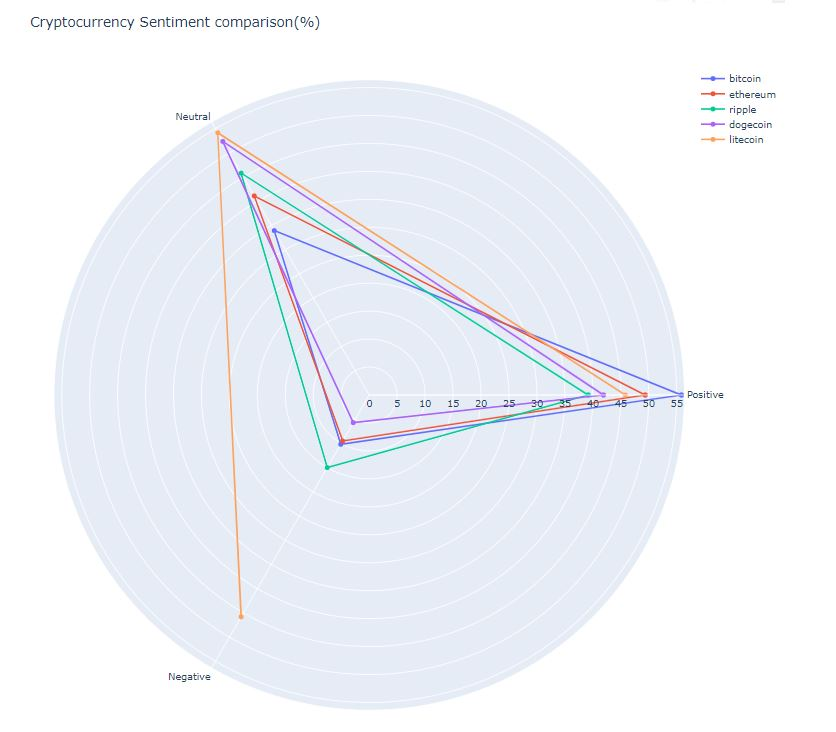 Cryptocurrency Sentiment comparison(%)
bitcoin
ethereum
ripple
dogecoin
litecoin
Neutral
Positive
0 5 10 15 20 25 30 35 40 45 50 55
Negative